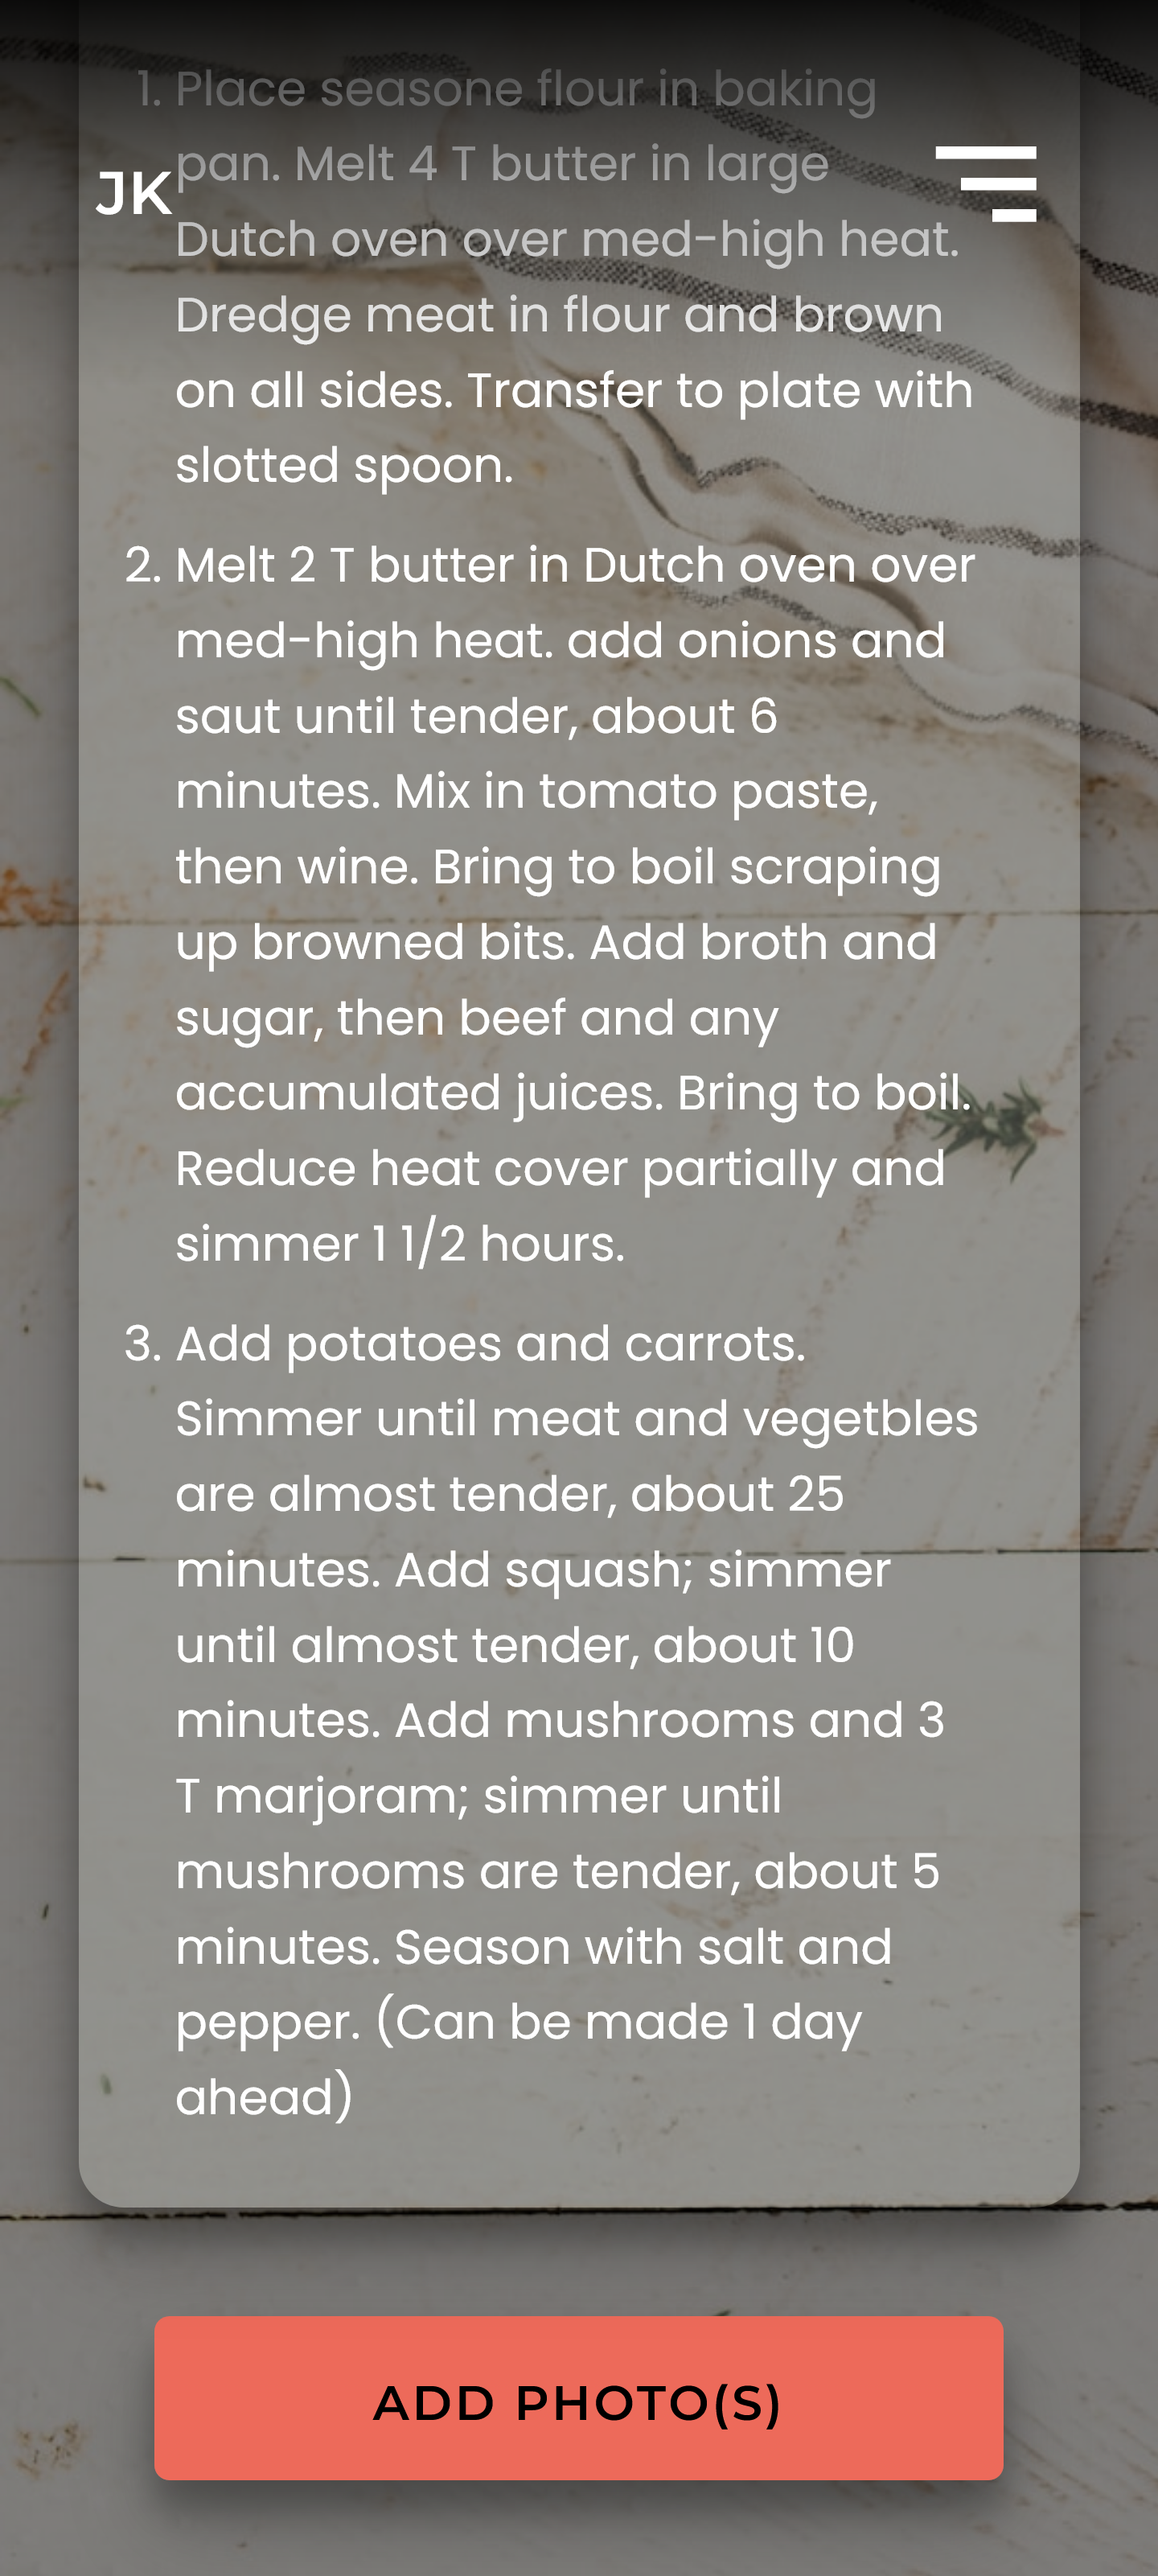 1. Place seasone flour in baking
pan. Melt 4 T butter in large
JK
Dutch oven over med-high heat.
Dredge meat in flour and brown
on all sides. Transfer to plate with
slotted spoon.
2. Melt 2 T butter in Dutch oven over
med-high heat. add onions and
saut until tender, about 6
minutes. Mix in tomato paste,
then wine. Bring to boil scraping
up browned bits. Add broth and
sugar, then beef and any
accumulated juices. Bring to boil.
Reduce heat cover partially and
simmer 1 1/2 hours.
3. Add potatoes and carrots.
Simmer until meat and vegetbles
are almost tender, about 25
minutes. Add squash; simmer
until almost tender, about 10
minutes. Add mushrooms and 3
T marjoram; simmer until
mushrooms are tender, about 5
minutes. Season with salt and
pepper. (Can be made 1 day
ahead)
ADD PHOTO(S)